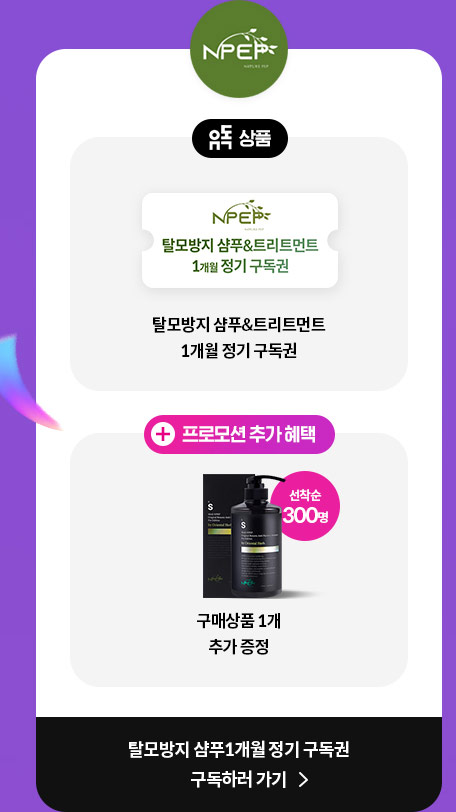 NPEP
유독 상품
NPEP
탈모방지 샴푸&트리트먼트
1개월 정기 구독권
탈모방지 샴푸&트리트먼트
1개월 정기 구독권
+ 프로모션 추가 혜택
선착순
300명
S
S
구매상품 1개
추가 증정
탈모방지 샴푸1개월 정기 구독권
구독하러 가기 >